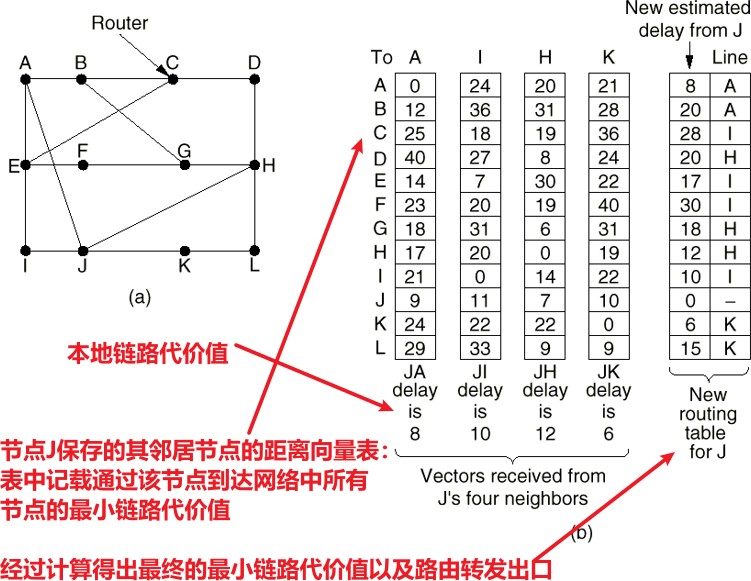 Router
A B C D
E F G H
I J K L
(a)
New estimated
delay from J
To A I H K Line
A 0 24 20 21 8 A
B 12 36 31 28 20 A
C 25 18 19 36 28 I
D 40 27 8 24 20 H
E 14 7 30 22 17 I
F 23 20 19 40 30 I
G 18 31 6 31 18 H
H 17 20 0 19 12 H
I 21 0 14 22 10 I
J 9 11 7 10 0 –
K 24 22 22 0 6 K
L 29 33 9 9 15 K
JA JI JH JK
delay delay delay delay
is is is is
8 10 12 6
Vectors received from
J's four neighbors
New
routing
table
for J
(b)
本地链路代价值
节点J保存的其邻居节点的距离向量表：
表中记载通过该节点到达网络中所有
节点的最小链路代价值
经过计算得出最终的最小链路代价值以及路由转发出口